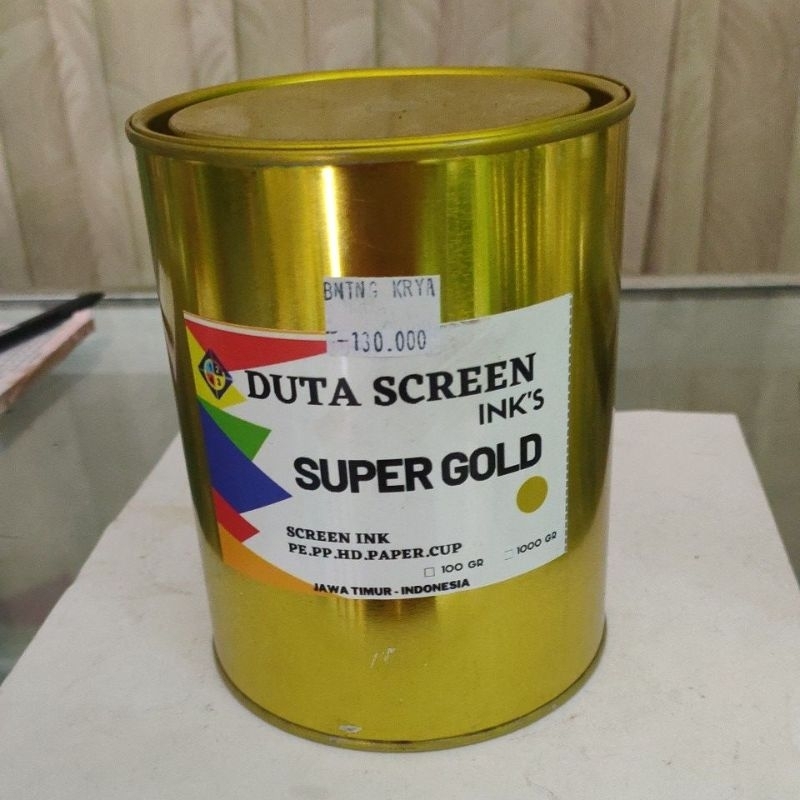 BNTNG KRYA
-130.000
DUTA SCREEN
INK'S
SUPER GOLD
SCREEN INK
PE.PP.HD.PAPER.CUP
100 GR 1000 GR
JAWA TIMUR - INDONESIA